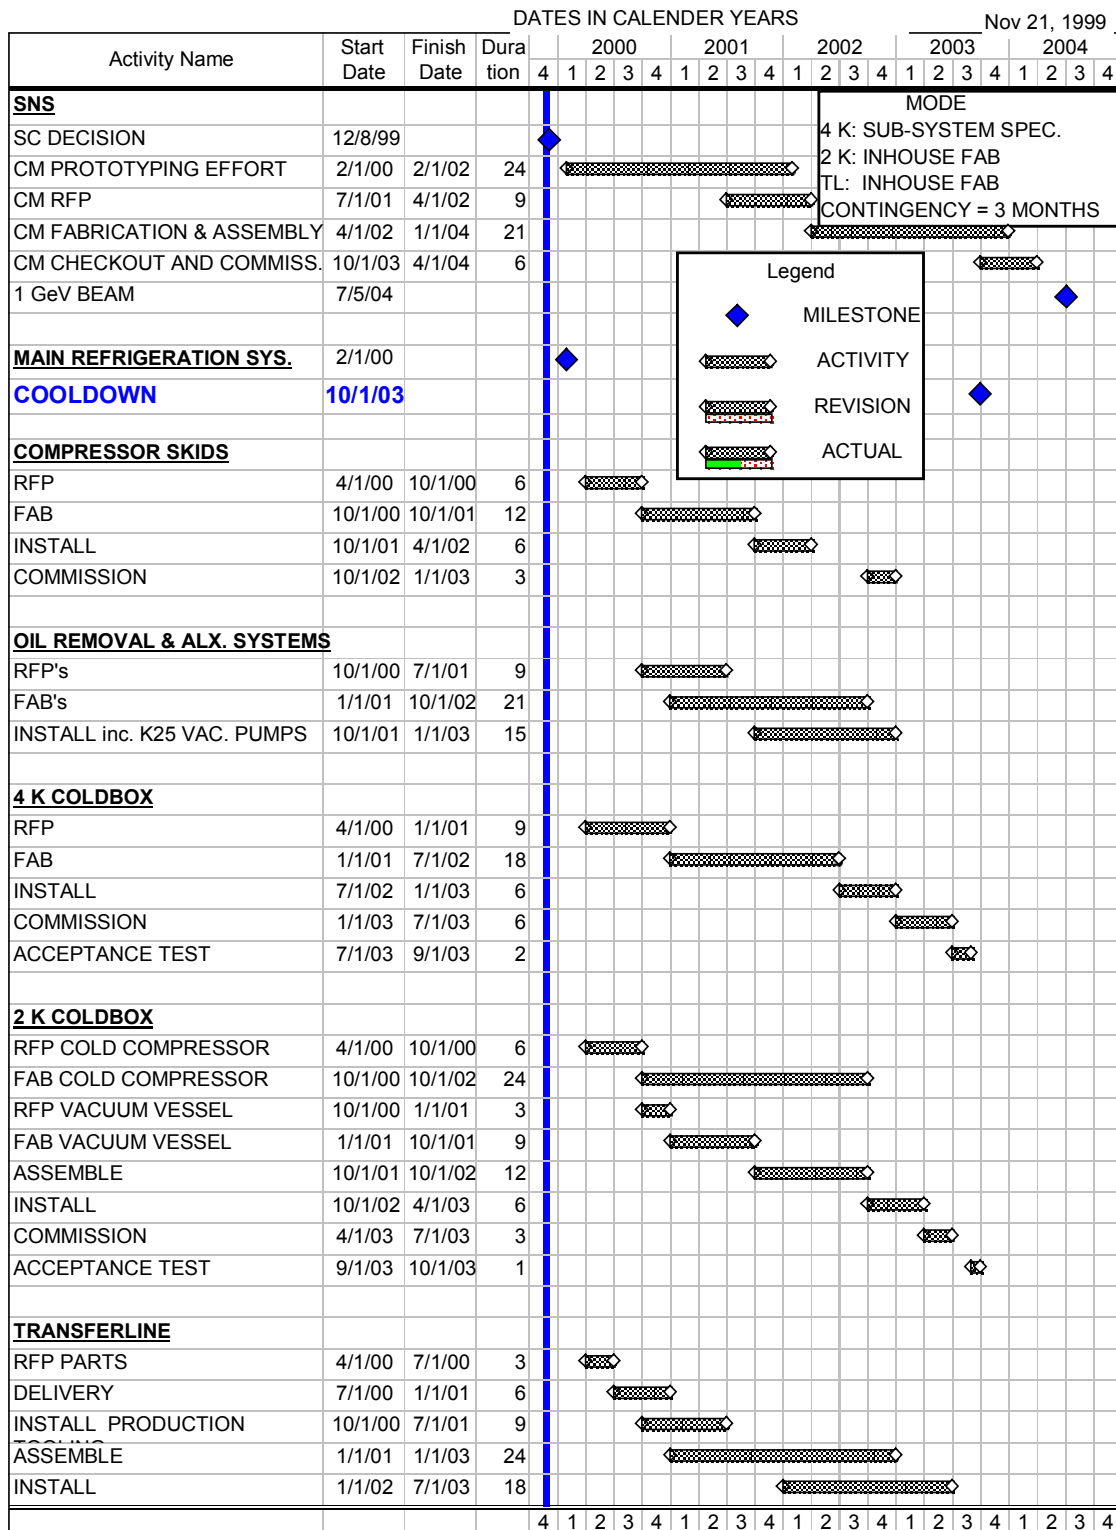 DATES IN CALENDER YEARS
Nov 21, 1999
Activity Name Start Date Finish Date Dura tion 2000 2001 2002 2003 2004
4 1 2 3 4 1 2 3 4 1 2 3 4 1 2 3 4 1 2 3 4
SNS
SC DECISION 12/8/99
CM PROTOTYPING EFFORT 2/1/00 2/1/02 24
CM RFP 7/1/01 4/1/02 9
CM FABRICATION & ASSEMBLY 4/1/02 1/1/04 21
CM CHECKOUT AND COMMISS. 10/1/03 4/1/04 6
1 GeV BEAM 7/5/04
MODE
4 K: SUB-SYSTEM SPEC.
2 K: INHOUSE FAB
TL: INHOUSE FAB
CONTINGENCY = 3 MONTHS
Legend
MILESTONE
ACTIVITY
REVISION
ACTUAL
MAIN REFRIGERATION SYS. 2/1/00
COOLDOWN 10/1/03
COMPRESSOR SKIDS
RFP 4/1/00 10/1/00 6
FAB 10/1/00 10/1/01 12
INSTALL 10/1/01 4/1/02 6
COMMISSION 10/1/02 1/1/03 3
OIL REMOVAL & ALX. SYSTEMS
RFP's 10/1/00 7/1/01 9
FAB's 1/1/01 10/1/02 21
INSTALL inc. K25 VAC. PUMPS 10/1/01 1/1/03 15
4 K COLDBOX
RFP 4/1/00 1/1/01 9
FAB 1/1/01 7/1/02 18
INSTALL 7/1/02 1/1/03 6
COMMISSION 1/1/03 7/1/03 6
ACCEPTANCE TEST 7/1/03 9/1/03 2
2 K COLDBOX
RFP COLD COMPRESSOR 4/1/00 10/1/00 6
FAB COLD COMPRESSOR 10/1/00 10/1/02 24
RFP VACUUM VESSEL 10/1/00 1/1/01 3
FAB VACUUM VESSEL 1/1/01 10/1/01 9
ASSEMBLE 10/1/01 10/1/02 12
INSTALL 10/1/02 4/1/03 6
COMMISSION 4/1/03 7/1/03 3
ACCEPTANCE TEST 9/1/03 10/1/03 1
TRANSFERLINE
RFP PARTS 4/1/00 7/1/00 3
DELIVERY 7/1/00 1/1/01 6
INSTALL PRODUCTION 10/1/00 7/1/01 9
ASSEMBLE 1/1/01 1/1/03 24
INSTALL 1/1/02 7/1/03 18
4 1 2 3 4 1 2 3 4 1 2 3 4 1 2 3 4 1 2 3 4